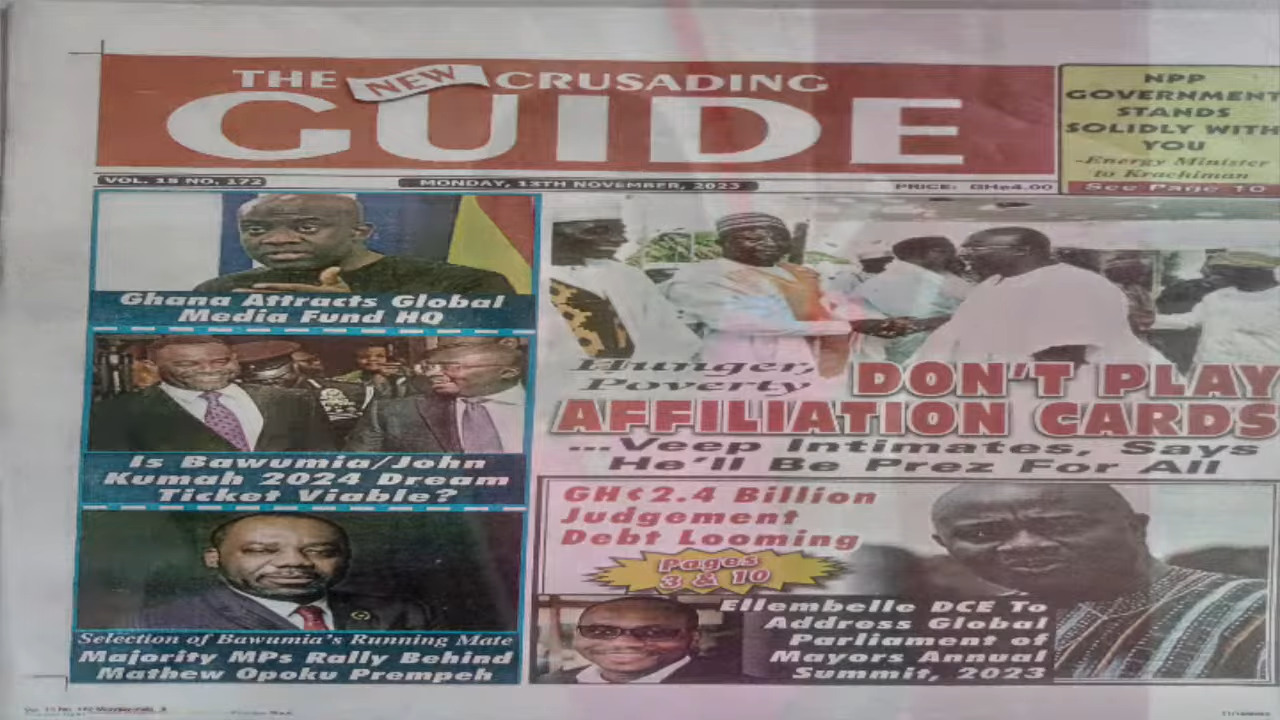 THE NEW CRUSADING
GUIDE
NPP
GOVERNMENT
STANDS
SOLIDLY WITH
YOU
-Energy Minister
to Krachiman
See Page 10
VOL. 15 NO. 172
MONDAY, 13TH NOVEMBER, 2023
PRICE: GH¢4.00
Ghana Attracts Global
Media Fund HQ
Is Bawumia/John
Kumah 2024 Dream
Ticket Viable?
Selection of Bawumia's Running Mate
Majority MPs Rally Behind
Mathew Opoku Prempeh
Hunger,
Poverty
DON'T PLAY
AFFILIATION CARDS
...Veep Intimates, Says
He'll Be Prez For All
GH¢2.4 Billion
Judgement
Debt Looming
Pages
3 & 10
Ellembelle DCE To
Address Global
Parliament of
Mayors Annual
Summit, 2023